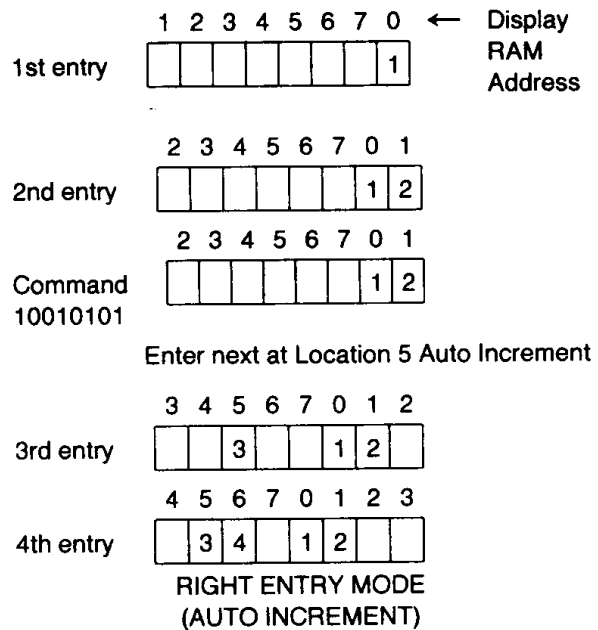 1 2 3 4 5 6 7 0 ← Display
RAM
Address
1st entry 1
2 3 4 5 6 7 0 1
2nd entry 1 2
2 3 4 5 6 7 0 1
Command 1 2
10010101
Enter next at Location 5 Auto Increment
3 4 5 6 7 0 1 2
3rd entry 3 1 2
4 5 6 7 0 1 2 3
4th entry 3 4 1 2
RIGHT ENTRY MODE
(AUTO INCREMENT)